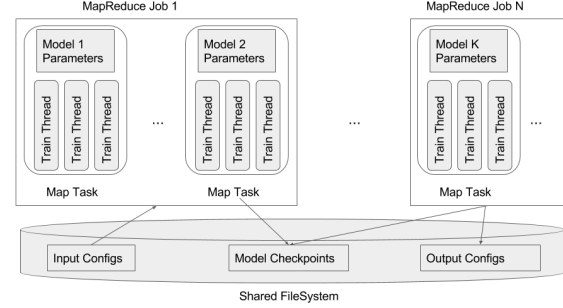 MapReduce Job 1
MapReduce Job N
Model 1
Parameters
Model 2
Parameters
Model K
Parameters
Train Thread
Train Thread
Train Thread
...
Train Thread
Train Thread
Train Thread
...
...
Train Thread
Train Thread
Train Thread
...
Map Task
Map Task
Map Task
Input Configs
Model Checkpoints
Output Configs
Shared FileSystem